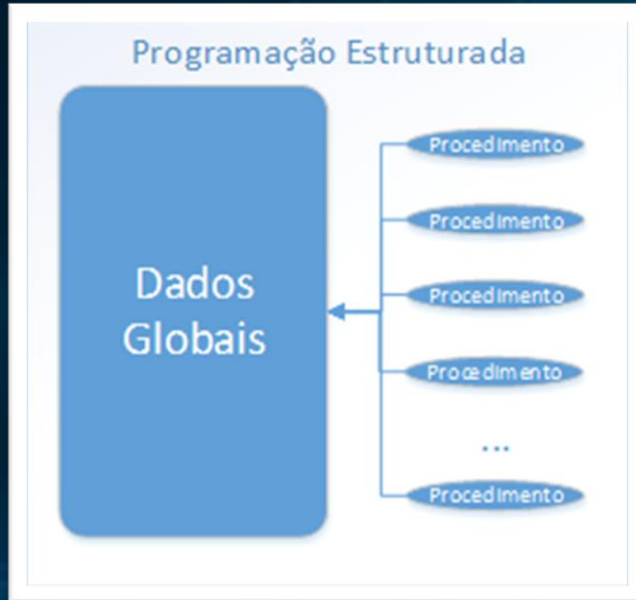 Programação Estruturada
Dados
Globais
Procedimento
Procedimento
Procedimento
Procedimento
...
Procedimento